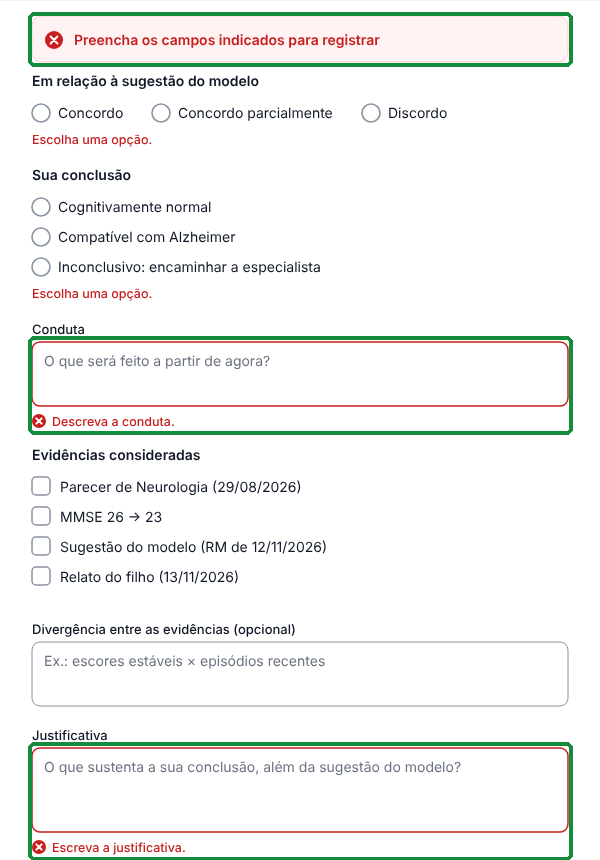 Preencha os campos indicados para registrar
Em relação à sugestão do modelo
Concordo Concordo parcialmente Discordo
Escolha uma opção.
Sua conclusão
Cognitivamente normal
Compatível com Alzheimer
Inconclusivo: encaminhar a especialista
Escolha uma opção.
Conduta
O que será feito a partir de agora?
Descreva a conduta.
Evidências consideradas
Parecer de Neurologia (29/08/2026)
MMSE 26 → 23
Sugestão do modelo (RM de 12/11/2026)
Relato do filho (13/11/2026)
Divergência entre as evidências (opcional)
Ex.: escores estáveis × episódios recentes
Justificativa
O que sustenta a sua conclusão, além da sugestão do modelo?
Escreva a justificativa.